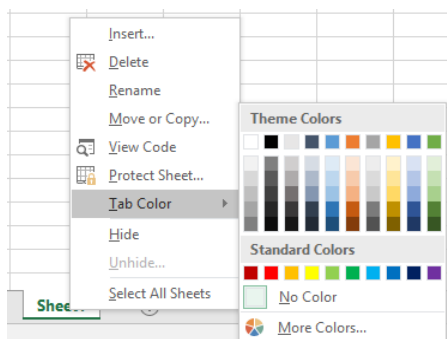 Insert...
Delete
Rename
Move or Copy...
View Code
Protect Sheet...
Tab Color
Hide
Unhide...
Select All Sheets
Theme Colors
Standard Colors
No Color
More Colors...